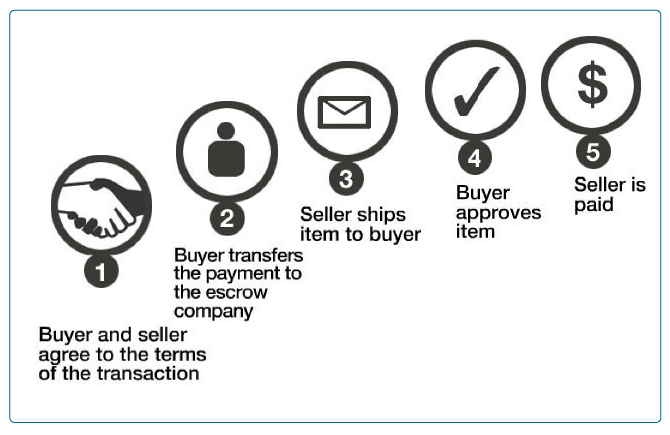 1
Buyer and seller
agree to the terms
of the transaction
2
Buyer transfers
the payment to
the escrow
company
3
Seller ships
item to buyer
4
Buyer
approves
item
$
5
Seller is
paid